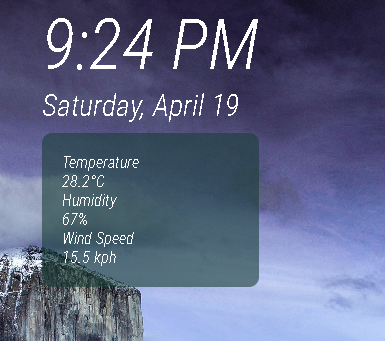 9:24 PM
Saturday, April 19
Temperature
28.2°C
Humidity
67%
Wind Speed
15.5 kph